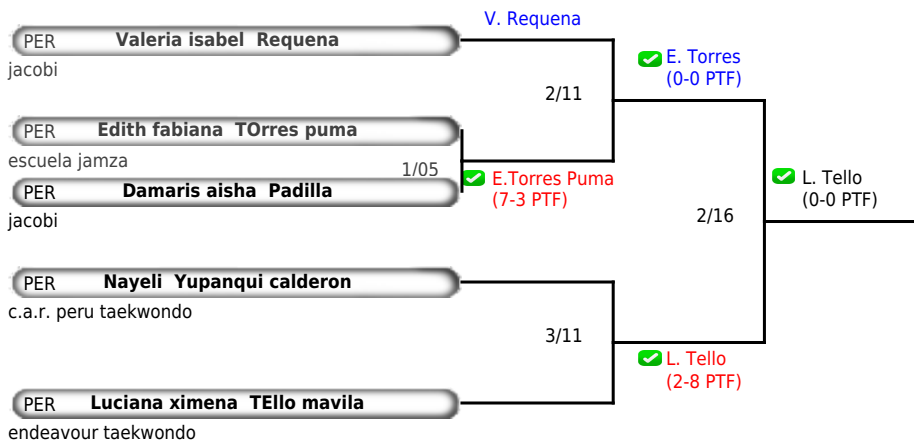 V. Requena
PER Valeria isabel Requena
jacobi
E. Torres
(0-0 PTF)
2/11
PER Edith fabiana TOrres puma
escuela jamza
1/05
E.Torres Puma
(7-3 PTF)
PER Damaris aisha Padilla
jacobi
L. Tello
(0-0 PTF)
2/16
PER Nayeli Yupanqui calderon
c.a.r. peru taekwondo
3/11
L. Tello
(2-8 PTF)
PER Luciana ximena TEllo mavila
endeavour taekwondo